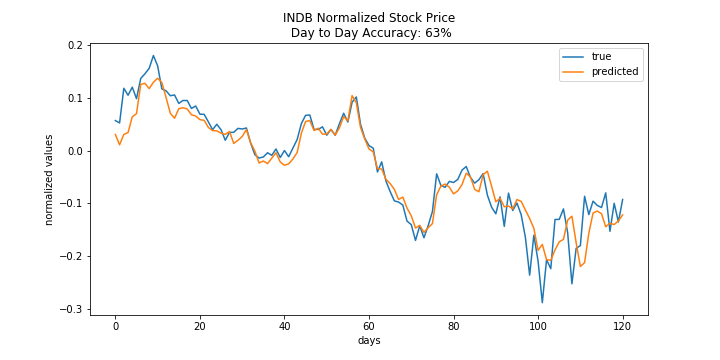 INDB Normalized Stock Price
Day to Day Accuracy: 63%
true
predicted
normalized values
0.2
0.1
0.0
−0.1
−0.2
−0.3
0
20
40
60
80
100
120
days